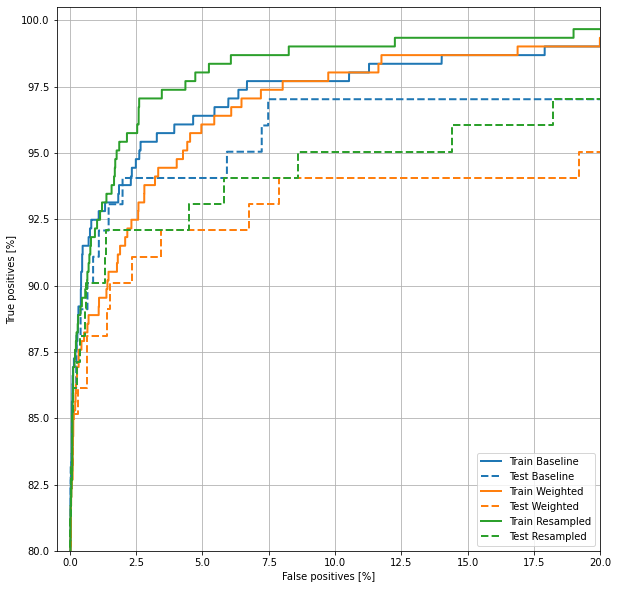 100.0
97.5
95.0
92.5
90.0
87.5
85.0
82.5
80.0
True positives [%]
0.0 2.5 5.0 7.5 10.0 12.5 15.0 17.5 20.0
False positives [%]
Train Baseline
Test Baseline
Train Weighted
Test Weighted
Train Resampled
Test Resampled